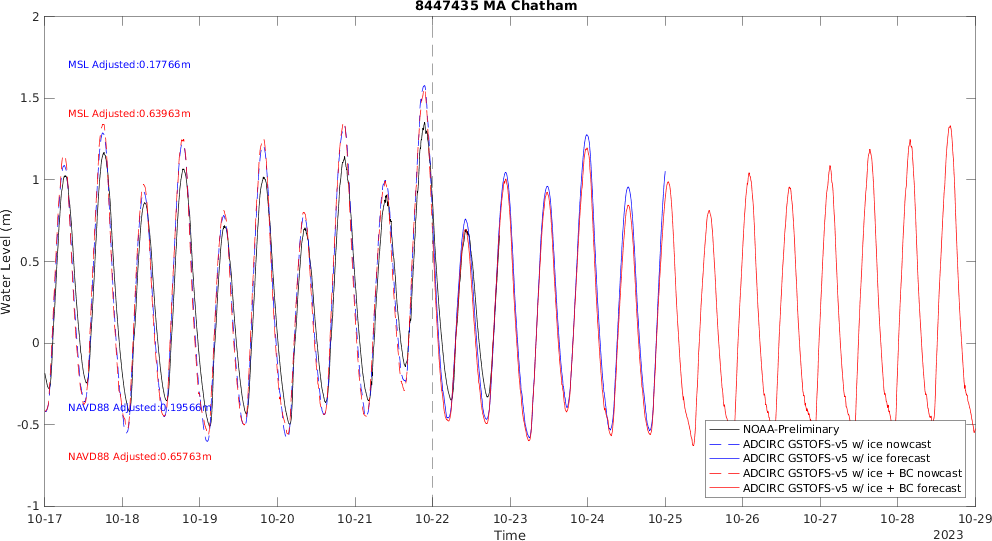 8447435 MA Chatham
2
1.5
1
0.5
0
-0.5
-1
Water Level (m)
MSL Adjusted:0.17766m
MSL Adjusted:0.63963m
NAVD88 Adjusted:0.19566m
NAVD88 Adjusted:0.65763m
NOAA-Preliminary
ADCIRC GSTOFS-v5 w/ ice nowcast
ADCIRC GSTOFS-v5 w/ ice forecast
ADCIRC GSTOFS-v5 w/ ice + BC nowcast
ADCIRC GSTOFS-v5 w/ ice + BC forecast
10-17 10-18 10-19 10-20 10-21 10-22 10-23 10-24 10-25 10-26 10-27 10-28 10-29
Time
2023